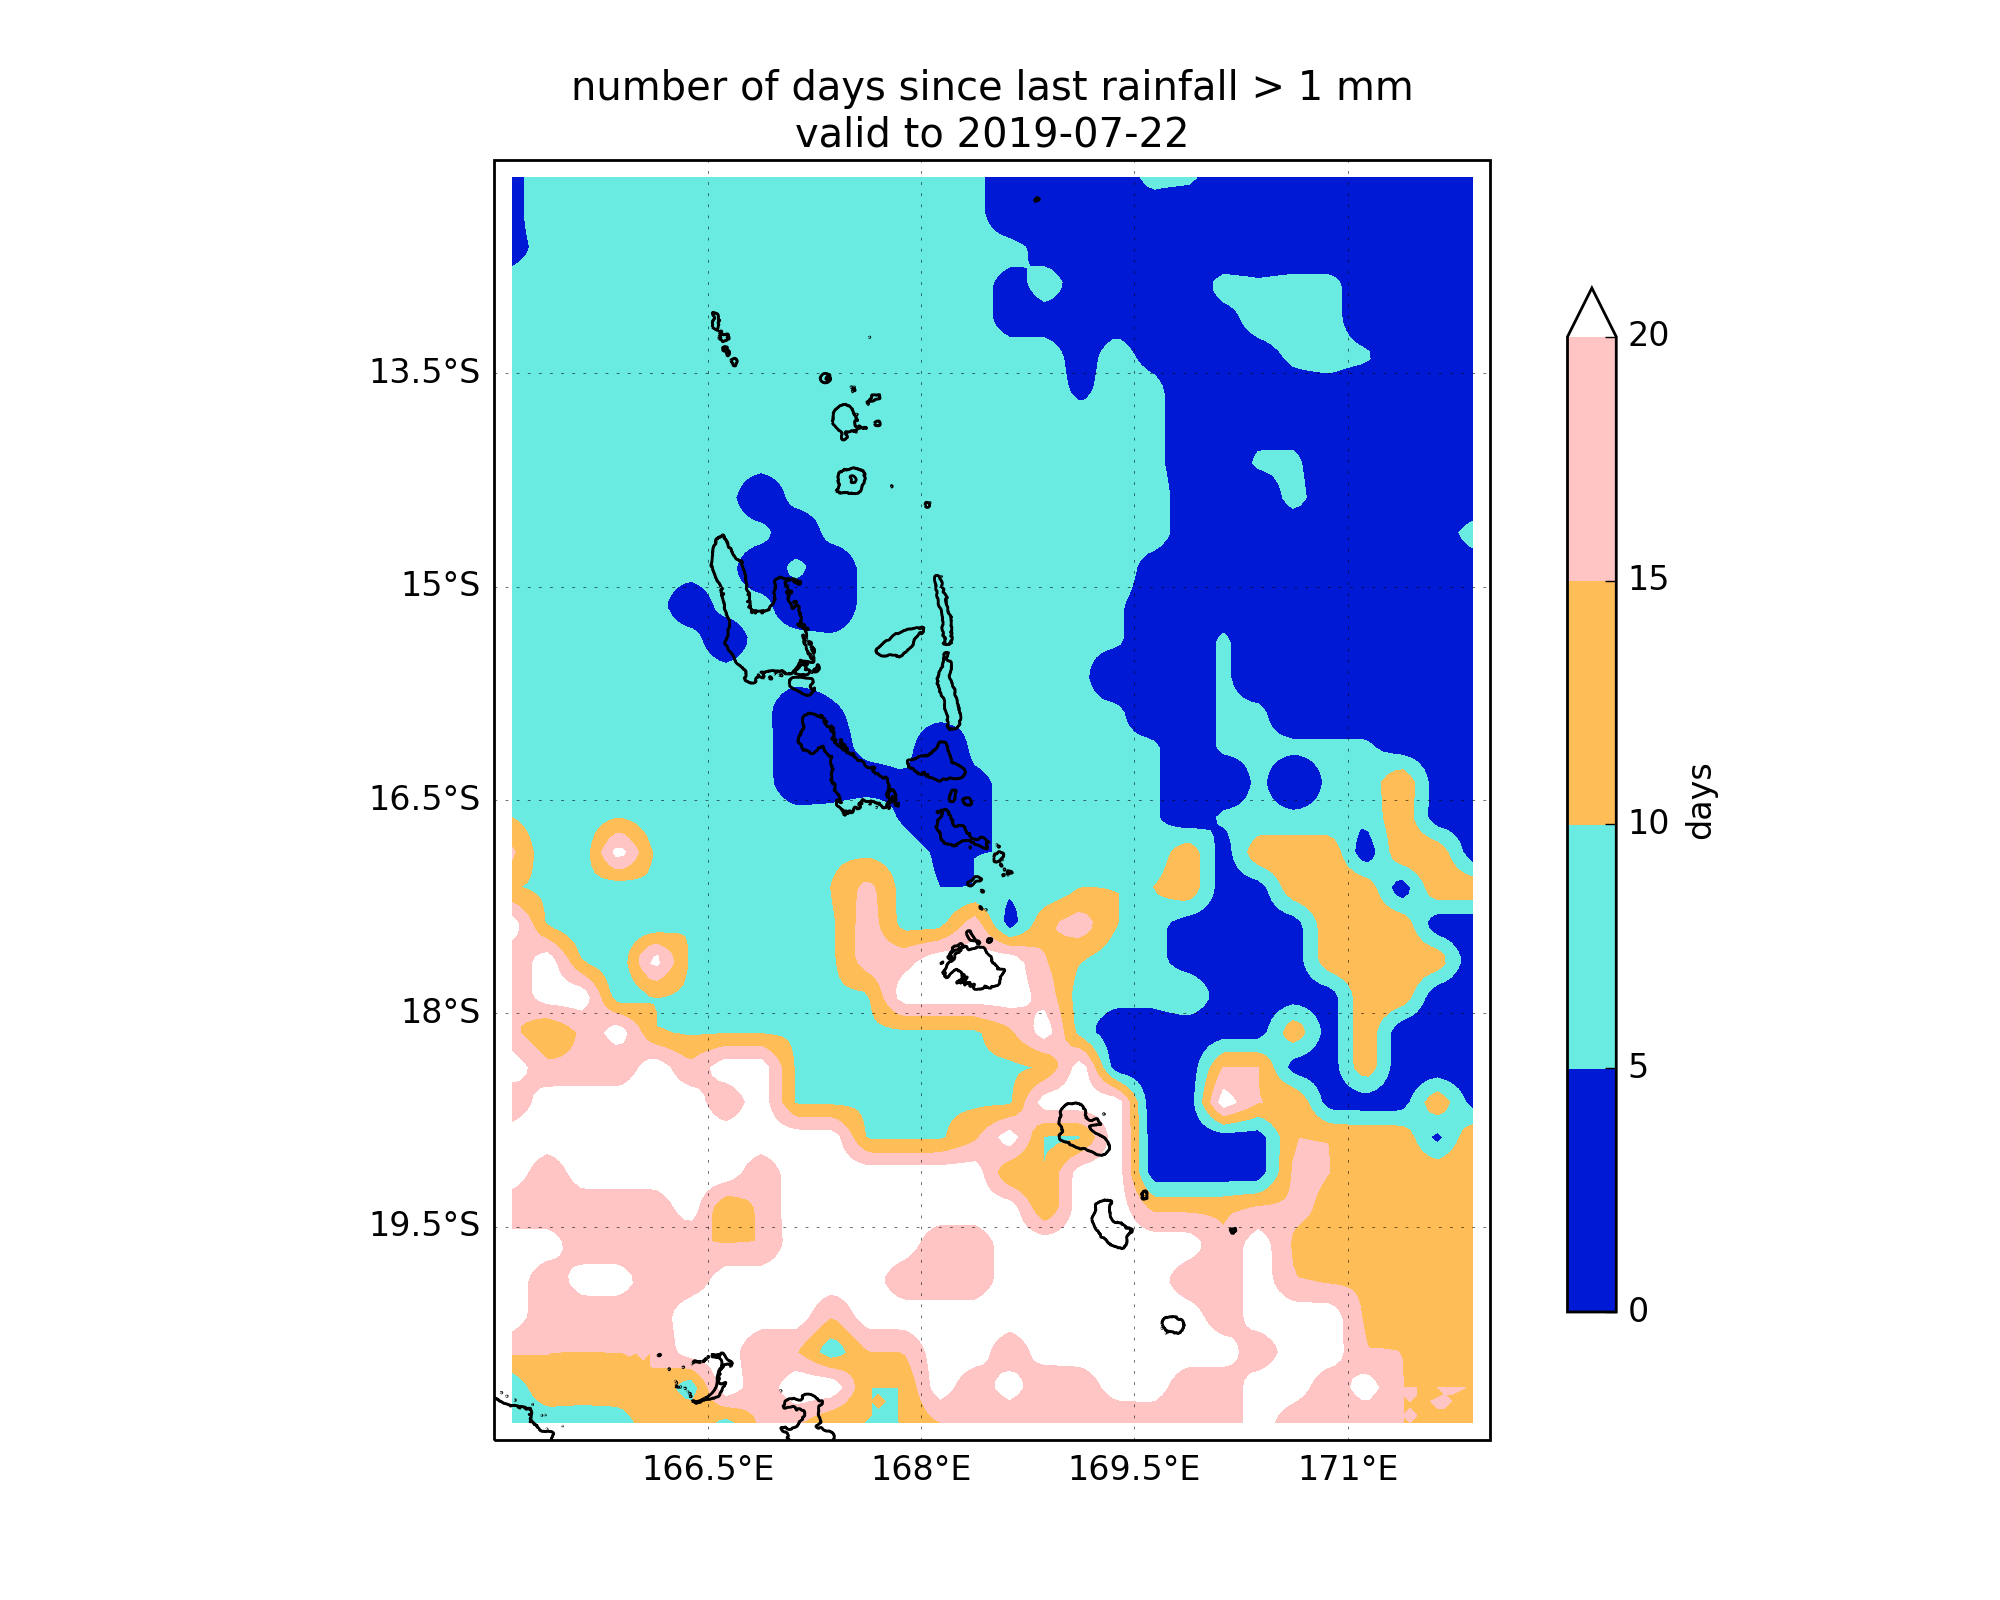 number of days since last rainfall > 1 mm
valid to 2019-07-22
13.5°S
15°S
16.5°S
18°S
19.5°S
166.5°E
168°E
169.5°E
171°E
20
15
10
5
0
days